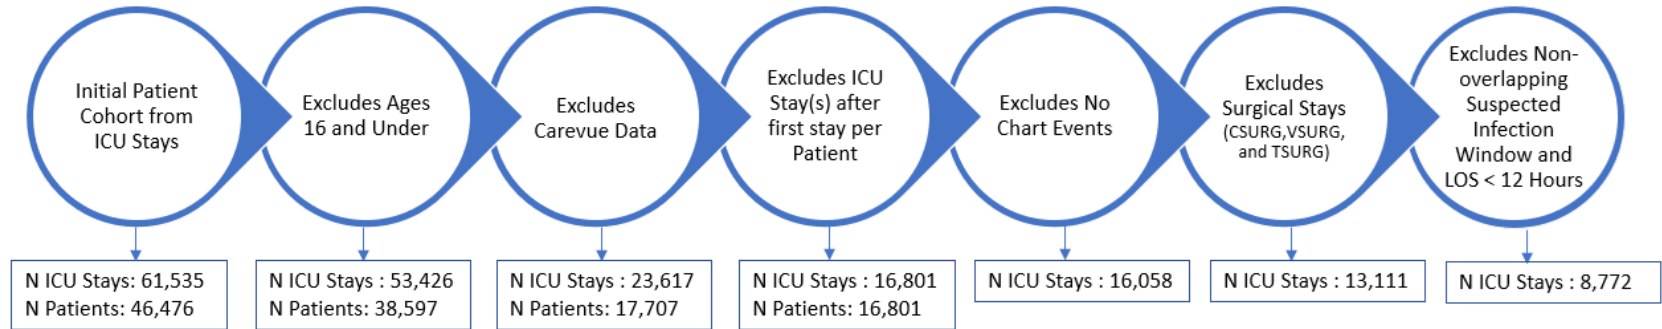 Initial Patient
Cohort from
ICU Stays
Excludes Ages
16 and Under
Excludes
Carevue Data
Excludes ICU
Stay(s) after
first stay per
Patient
Excludes No
Chart Events
Excludes
Surgical Stays
(CSURG,VSURG,
and TSURG)
Excludes Non-
overlapping
Suspected
Infection
Window and
LOS < 12 Hours
N ICU Stays: 61,535
N Patients: 46,476
N ICU Stays : 53,426
N Patients: 38,597
N ICU Stays : 23,617
N Patients: 17,707
N ICU Stays : 16,801
N Patients: 16,801
N ICU Stays : 16,058
N ICU Stays : 13,111
N ICU Stays : 8,772